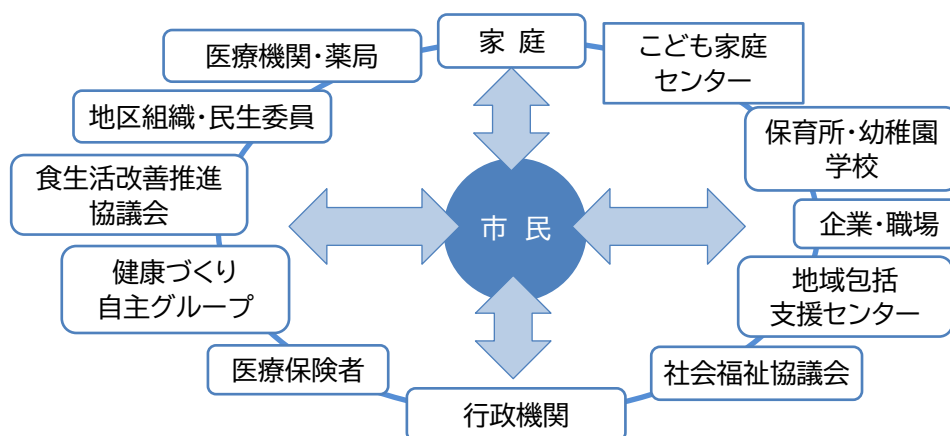 家 庭
こども家庭
センター
保育所・幼稚園
学校
企業・職場
地域包括
支援センター
社会福祉協議会
行政機関
医療保険者
健康づくり
自主グループ
食生活改善推進
協議会
地区組織・民生委員
医療機関・薬局
市 民